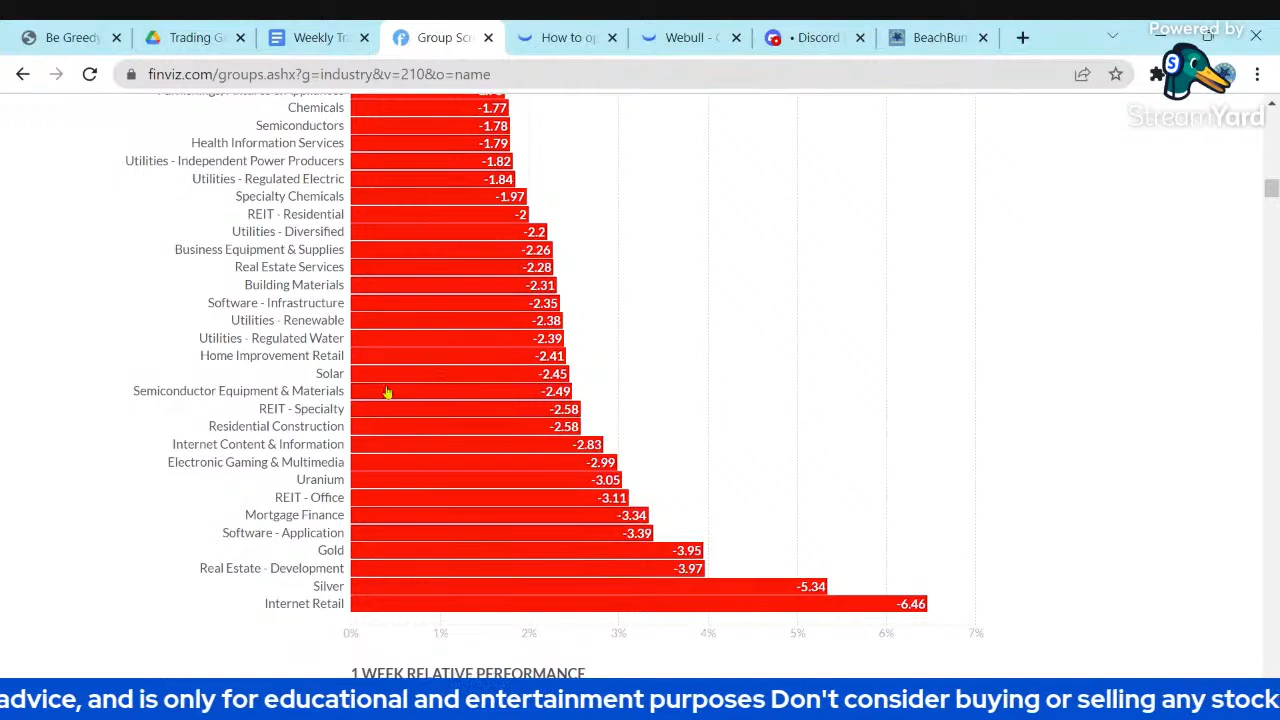 Powered by
Be Greedy
Trading G
Weekly Tr
Group Scr
How to op
Webull - C
• Discord
BeachBum
finviz.com/groups.ashx?g=industry&v=210&o=name
StreamYard
Chemicals -1.77
Semiconductors -1.78
Health Information Services -1.79
Utilities - Independent Power Producers -1.82
Utilities - Regulated Electric -1.84
Specialty Chemicals -1.97
REIT - Residential -2
Utilities - Diversified -2.2
Business Equipment & Supplies -2.26
Real Estate Services -2.28
Building Materials -2.31
Software - Infrastructure -2.35
Utilities - Renewable -2.38
Utilities - Regulated Water -2.39
Home Improvement Retail -2.41
Solar -2.45
Semiconductor Equipment & Materials -2.49
REIT - Specialty -2.58
Residential Construction -2.58
Internet Content & Information -2.83
Electronic Gaming & Multimedia -2.99
Uranium -3.05
REIT - Office -3.11
Mortgage Finance -3.34
Software - Application -3.39
Gold -3.95
Real Estate - Development -3.97
Silver -5.34
Internet Retail -6.46
0% 1% 2% 3% 4% 5% 6% 7%
1 WEEK RELATIVE PERFORMANCE
advice, and is only for educational and entertainment purposes Don't consider buying or selling any stock